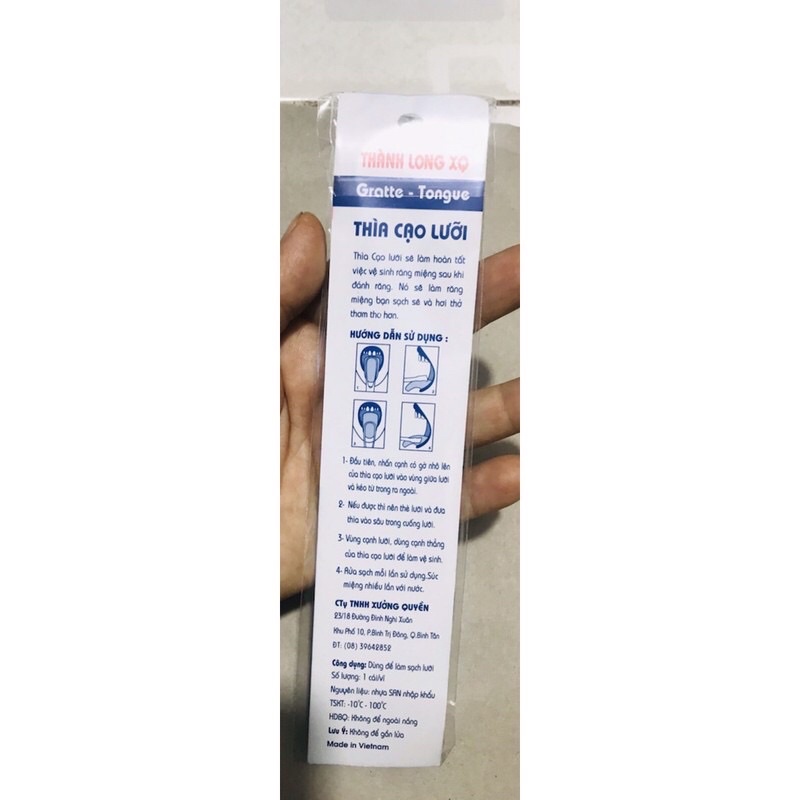 THÀNH LONG XQ
Gratte - Tongue
THÌA CẠO LƯỠI
Thìa Cạo lưỡi sẽ làm hoàn tất
việc vệ sinh răng miệng sau khi
đánh răng. Nó sẽ làm răng
miệng bạn sạch sẽ và hơi thở
thơm tho hơn.
HƯỚNG DẪN SỬ DỤNG :
1- Đầu tiên, nhấn cạnh có gờ nhô lên
của thìa cạo lưỡi vào vùng giữa lưỡi
và kéo từ trong ra ngoài.
2- Nếu được thì nên thè lưỡi và đưa
thìa vào sâu trong cuống lưỡi.
3- Vùng cạnh lưỡi, dùng cạnh thẳng
của thìa cạo lưỡi để làm vệ sinh.
4- Rửa sạch mỗi lần sử dụng.Súc
miệng nhiều lần với nước.
CTy TNHH XƯỞNG QUYỀN
23/18 Đường Đình Nghi Xuân
Khu Phố 10, P.Bình Trị Đông, Q.Bình Tân
ĐT: (08) 39642852
Công dụng: Dùng để làm sạch lưỡi
Số lượng: 1 cái/vỉ
Nguyên liệu: nhựa SAN nhập khẩu
TSKT: -10°C - 100°C
HDBQ: Không để ngoài nắng
Lưu Ý: Không để gần lửa
Made in Vietnam